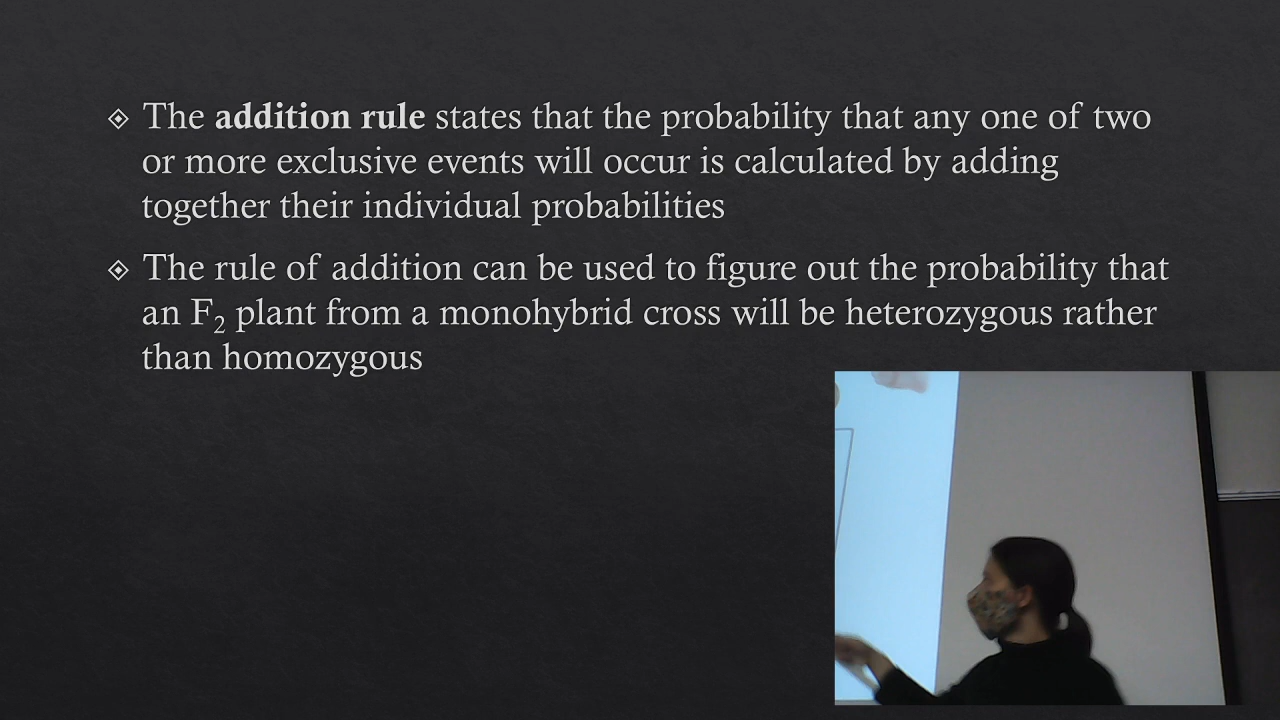 The addition rule states that the probability that any one of two
or more exclusive events will occur is calculated by adding
together their individual probabilities
The rule of addition can be used to figure out the probability that
an F₂ plant from a monohybrid cross will be heterozygous rather
than homozygous